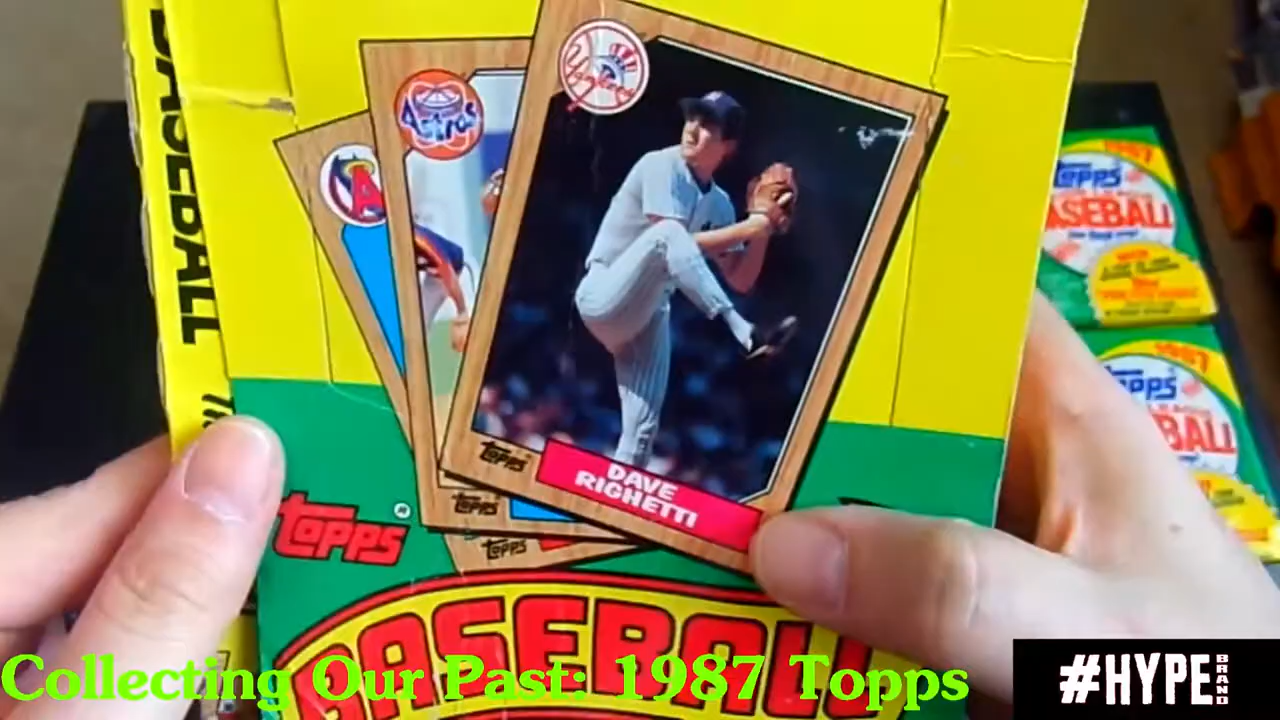 BASEBALL
Yankees
Astros
A
topps
DAVE
RIGHETTI
topps
topps
topps®
BASEBALL
1987
Topps
BASEBALL
1987
TOPPS
BALL
Collecting Our Past: 1987 Topps
#HYPE
BRAND